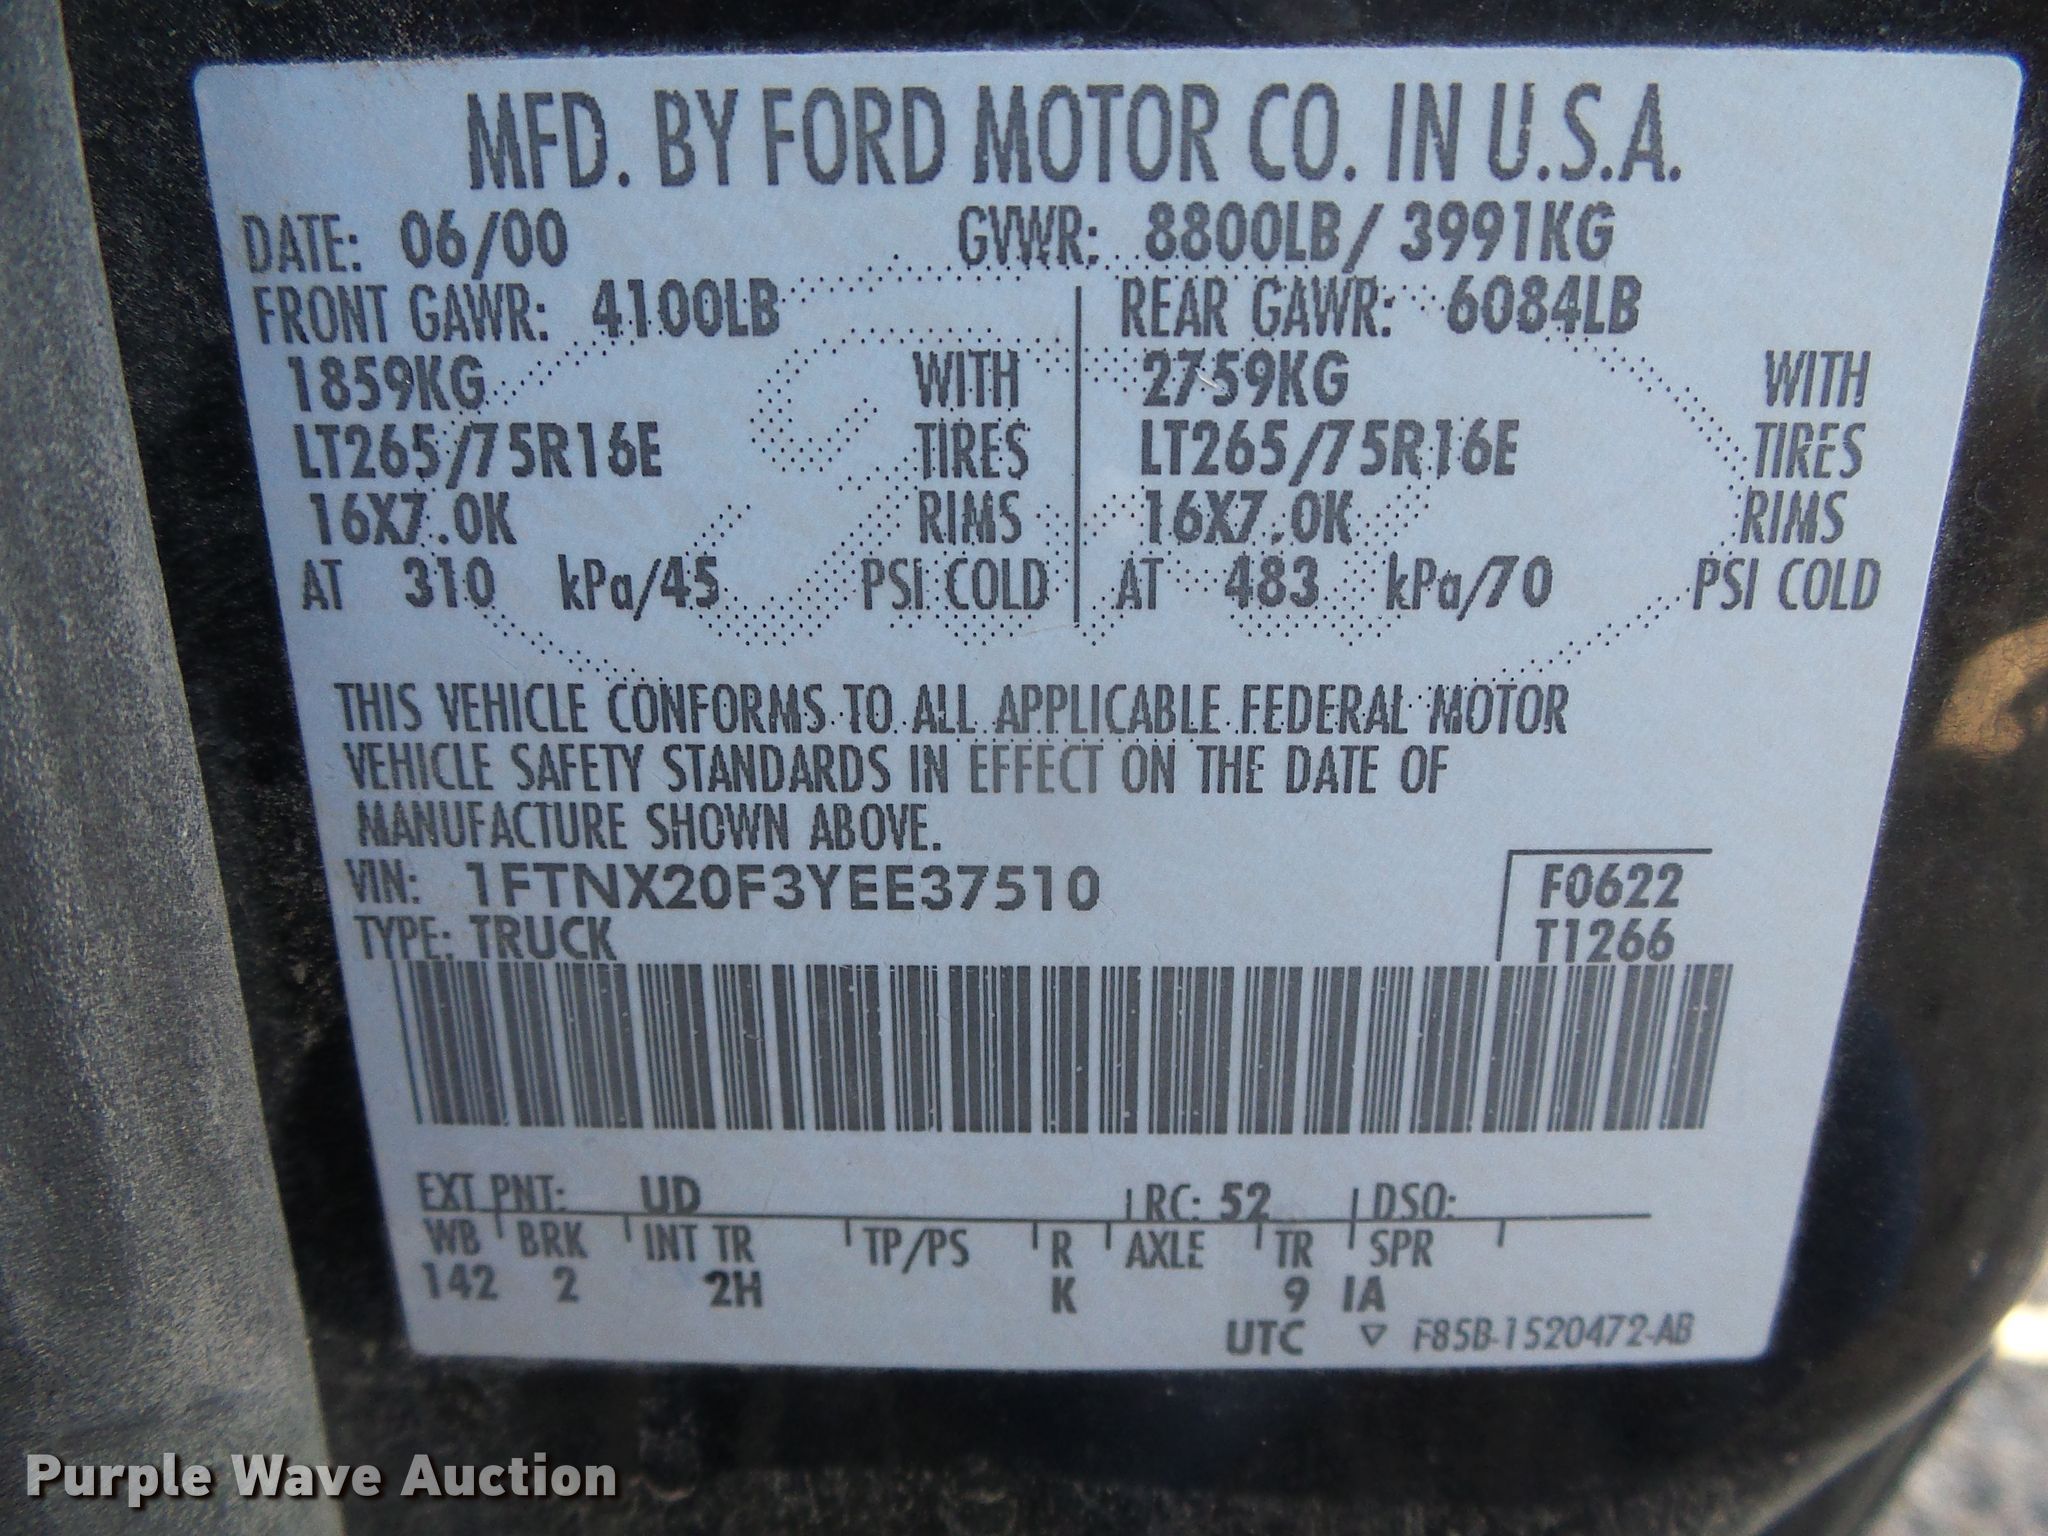 MFD. BY FORD MOTOR CO. IN U.S.A.
DATE: 06/00 GVWR: 8800LB/ 3991KG
FRONT GAWR: 4100LB REAR GAWR: 6084LB
1859KG WITH 2759KG WITH
LT265/75R16E TIRES LT265/75R16E TIRES
16X7.0K RIMS 16X7.0K RIMS
AT 310 kPa/45 PSI COLD AT 483 kPa/70 PSI COLD
THIS VEHICLE CONFORMS TO ALL APPLICABLE FEDERAL MOTOR
VEHICLE SAFETY STANDARDS IN EFFECT ON THE DATE OF
MANUFACTURE SHOWN ABOVE.
VIN: 1FTNX20F3YEE37510 F0622
TYPE: TRUCK T1266
EXT PNT: UD RC: 52 DSO:
WB BRK INT TR TP/PS R AXLE TR SPR
142 2 2H K 9 IA
UTC ▽ F85B-1520472-AB
Purple Wave Auction